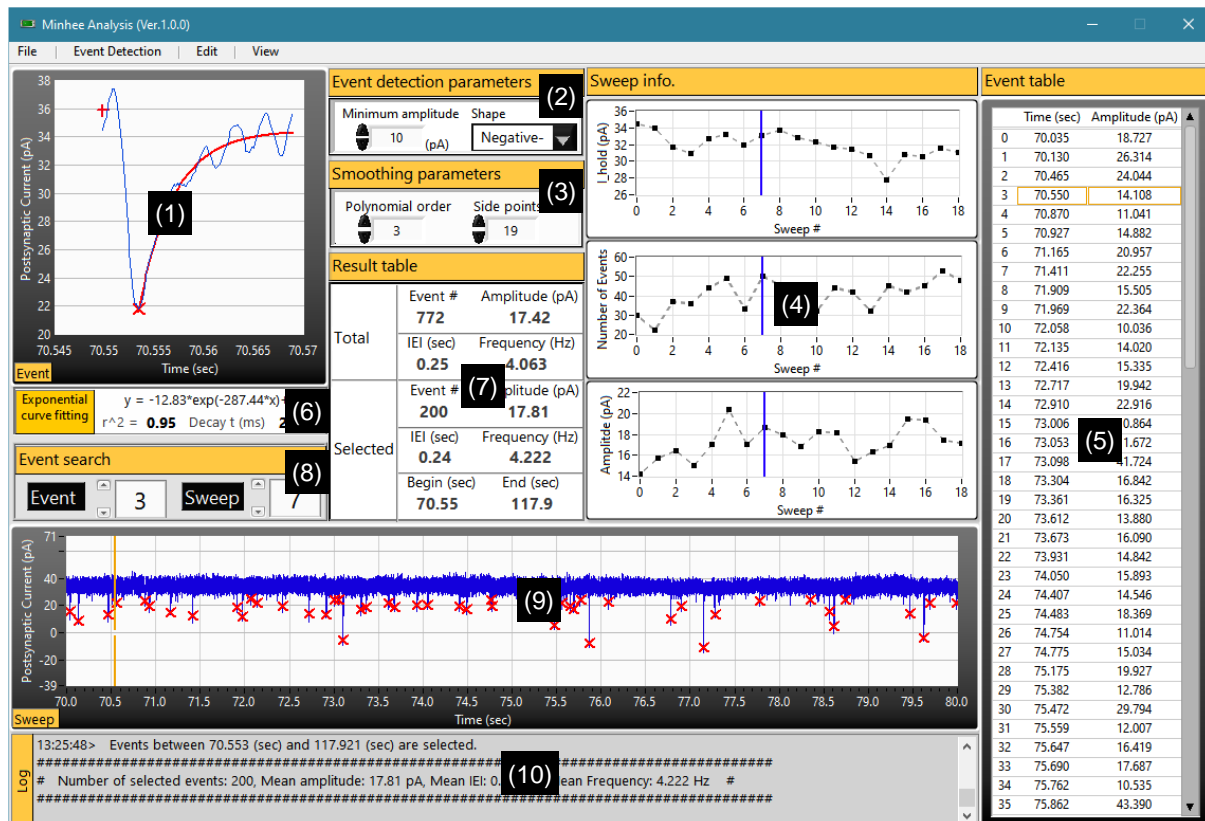 Minhee Analysis (Ver.1.0.0)
File | Event Detection | Edit | View
38
36
34
32
30
28
26
24
22
20
Postsynaptic Current (pA)
(1)
70.545 70.55 70.555 70.56 70.565 70.57
Time (sec)
Event
Exponential
curve fitting
y = -12.83*exp(-287.44*x)+
r^2 = 0.95 Decay t (ms)
(6)
Event search
(8)
Event 3 Sweep 7
Event detection parameters
(2)
Minimum amplitude Shape
10 (pA) Negative-
Smoothing parameters
(3)
Polynomial order Side points
3 19
Result table
Total
Event # Amplitude (pA)
772 17.42
IEI (sec) Frequency (Hz)
0.25 4.063
(7)
Selected
Event # plitude (pA)
200 17.81
IEI (sec) Frequency (Hz)
0.24 4.222
Begin (sec) End (sec)
70.55 117.9
Sweep info.
36
34
32
30
28
26
I_hold (pA)
0 2 4 6 8 10 12 14 16 18
Sweep #
60
50
40
30
20
Number of Events
(4)
0 2 4 6 8 10 12 14 16 18
Sweep #
22
20
18
16
14
Amplitde (pA)
0 2 4 6 8 10 12 14 16 18
Sweep #
Event table
Time (sec) Amplitude (pA)
0 70.035 18.727
1 70.130 26.314
2 70.465 24.044
3 70.550 14.108
4 70.870 11.041
5 70.927 14.882
6 71.165 20.957
7 71.411 22.255
8 71.909 15.505
9 71.969 22.364
10 72.058 10.036
11 72.135 14.020
12 72.416 15.335
13 72.717 19.942
14 72.910 22.916
15 73.006 0.864
16 73.053 1.672
17 73.098 41.724
18 73.304 16.842
19 73.361 16.325
20 73.612 13.880
21 73.673 16.090
22 73.931 14.842
23 74.050 15.893
24 74.407 14.546
25 74.483 18.369
26 74.754 11.014
27 74.775 15.034
28 75.175 19.927
29 75.382 12.786
30 75.472 29.794
31 75.559 12.007
32 75.647 16.419
33 75.690 17.687
34 75.762 10.535
35 75.862 43.390
(5)
71
40
20
0
-20
-39
Postsynaptic Current (pA)
(9)
70.0 70.5 71.0 71.5 72.0 72.5 73.0 73.5 74.0 74.5 75.0 75.5 76.0 76.5 77.0 77.5 78.0 78.5 79.0 79.5 80.0
Time (sec)
Sweep
Log
13:25:48> Events between 70.553 (sec) and 117.921 (sec) are selected.
# Number of selected events: 200, Mean amplitude: 17.81 pA, Mean IEI: 0. ean Frequency: 4.222 Hz #
(10)